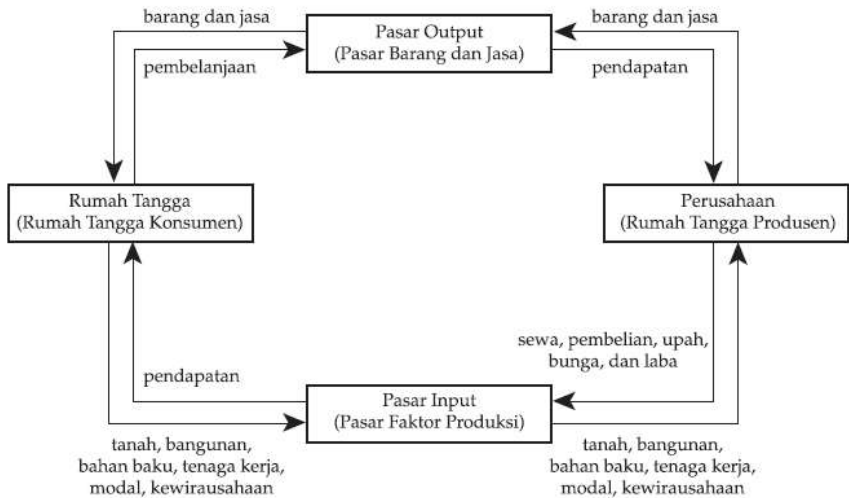 barang dan jasa
Pasar Output
(Pasar Barang dan Jasa)
barang dan jasa
pembelanjaan
pendapatan
Rumah Tangga
(Rumah Tangga Konsumen)
Perusahaan
(Rumah Tangga Produsen)
sewa, pembelian, upah,
bunga, dan laba
pendapatan
Pasar Input
(Pasar Faktor Produksi)
tanah, bangunan,
bahan baku, tenaga kerja,
modal, kewirausahaan
tanah, bangunan,
bahan baku, tenaga kerja,
modal, kewirausahaan